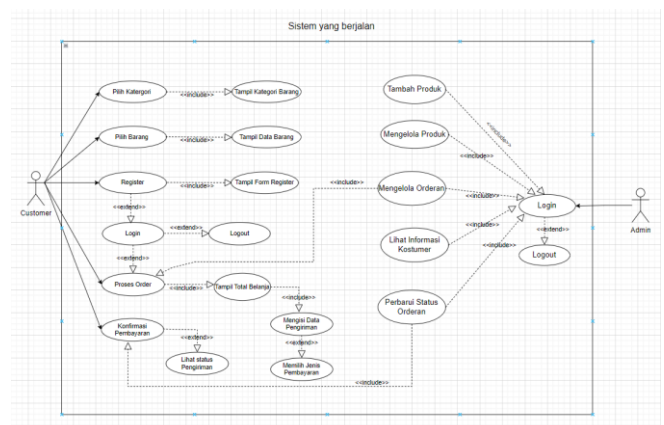 Sistem yang berjalan
Pilih Katergori
<<include>>
Tampil Kategori Barang
Pilih Barang
<<include>>
Tampil Data Barang
Register
<<include>>
Tampil Form Register
<<extend>>
Login
<<extend>>
Logout
<<extend>>
Proses Order
<<include>>
Tampil Total Belanja
<<include>>
Mengisi Data
Pengiriman
<<extend>>
Memilih Jenis
Pembayaran
Konfirmasi
Pembayaran
<<extend>>
Lihat status
Pengiriman
Customer
Tambah Produk
<<include>>
Mengelola Produk
<<include>>
<<include>>
Mengelola Orderan
<<include>>
Lihat Informasi
Kostumer
<<include>>
Perbarui Status
Orderan
<<include>>
<<include>>
Login
<<extend>>
Logout
Admin